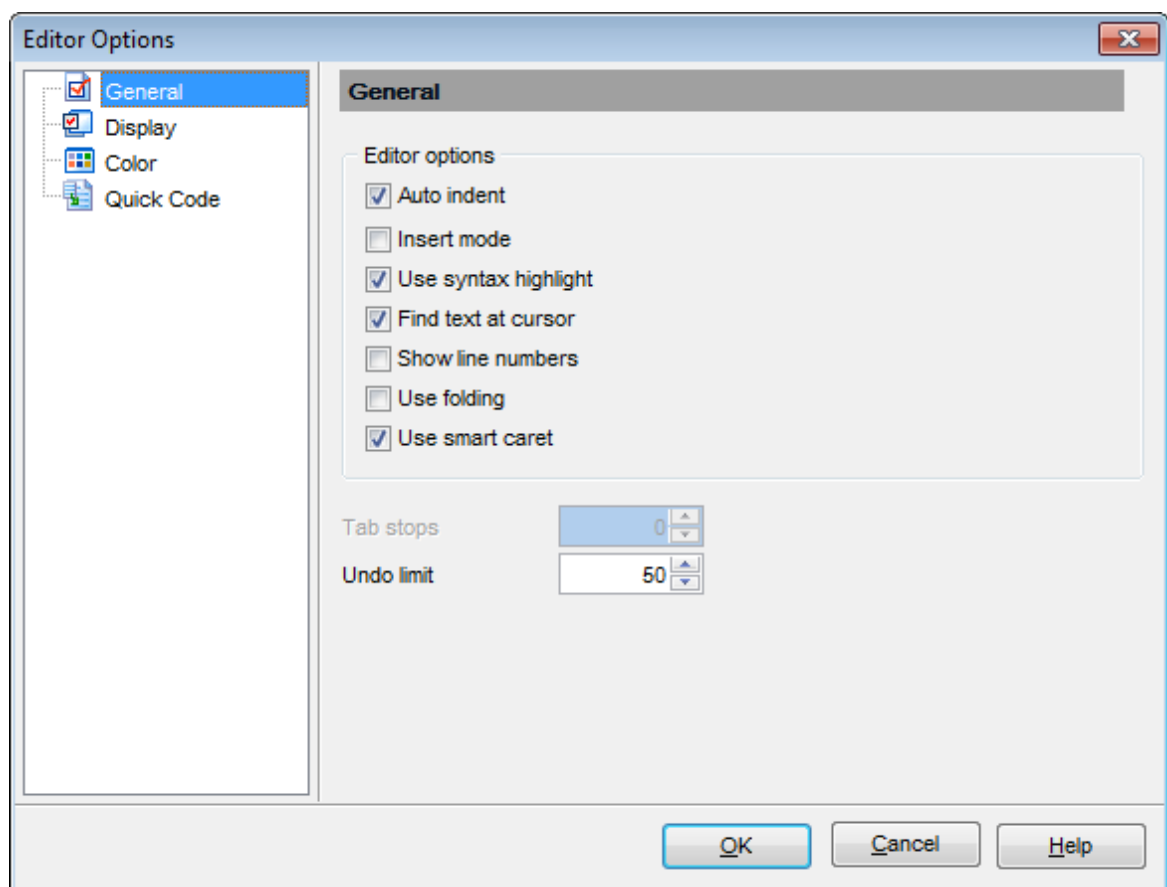 Editor Options
General
Display
Color
Quick Code
General
Editor options
Auto indent
Insert mode
Use syntax highlight
Find text at cursor
Show line numbers
Use folding
Use smart caret
Tab stops 0
Undo limit 50
OK Cancel Help